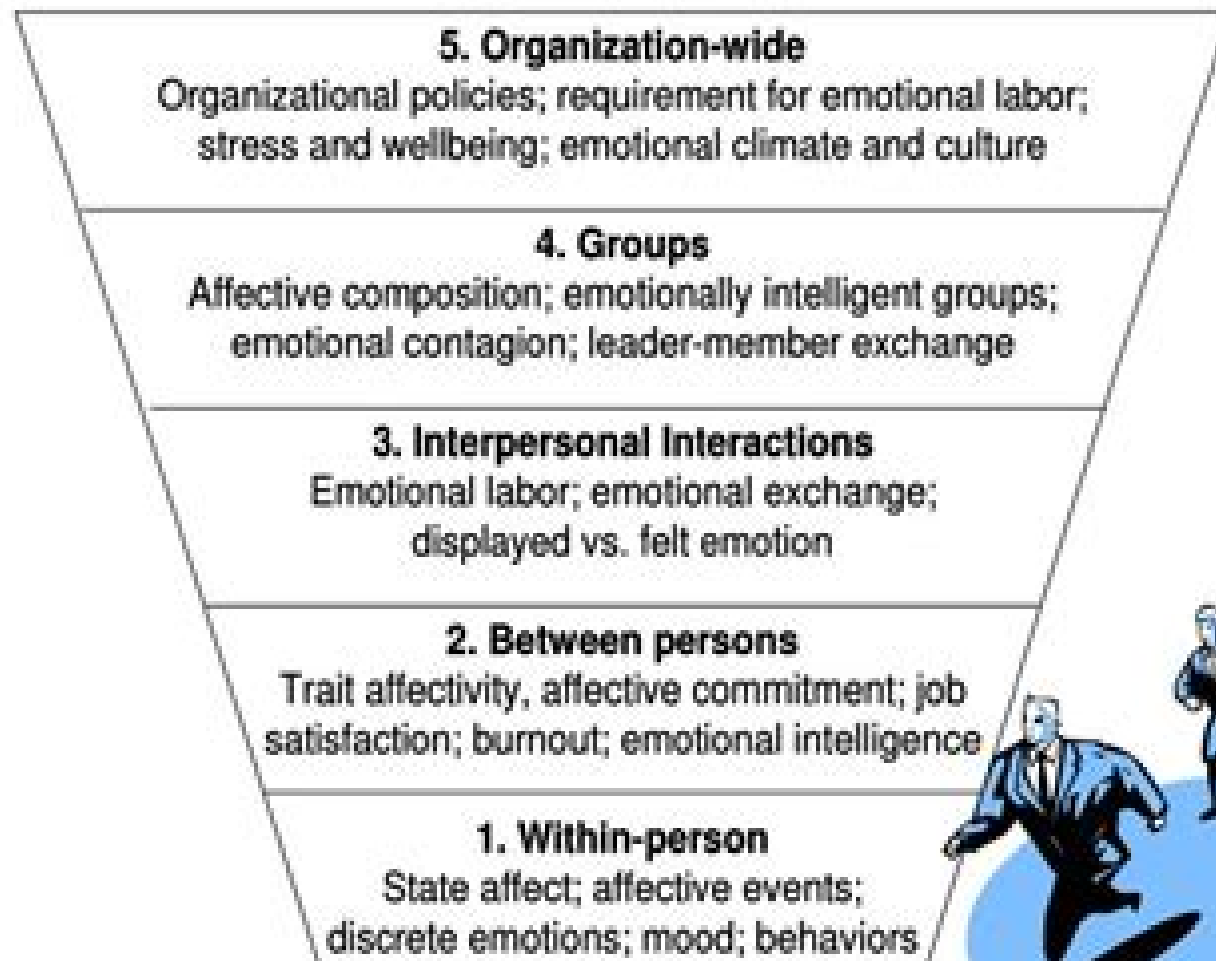 5. Organization-wide
Organizational policies; requirement for emotional labor;
stress and wellbeing; emotional climate and culture
4. Groups
Affective composition; emotionally intelligent groups;
emotional contagion; leader-member exchange
3. Interpersonal Interactions
Emotional labor; emotional exchange;
displayed vs. felt emotion
2. Between persons
Trait affectivity, affective commitment; job
satisfaction; burnout; emotional intelligence
1. Within-person
State affect; affective events;
discrete emotions; mood; behaviors